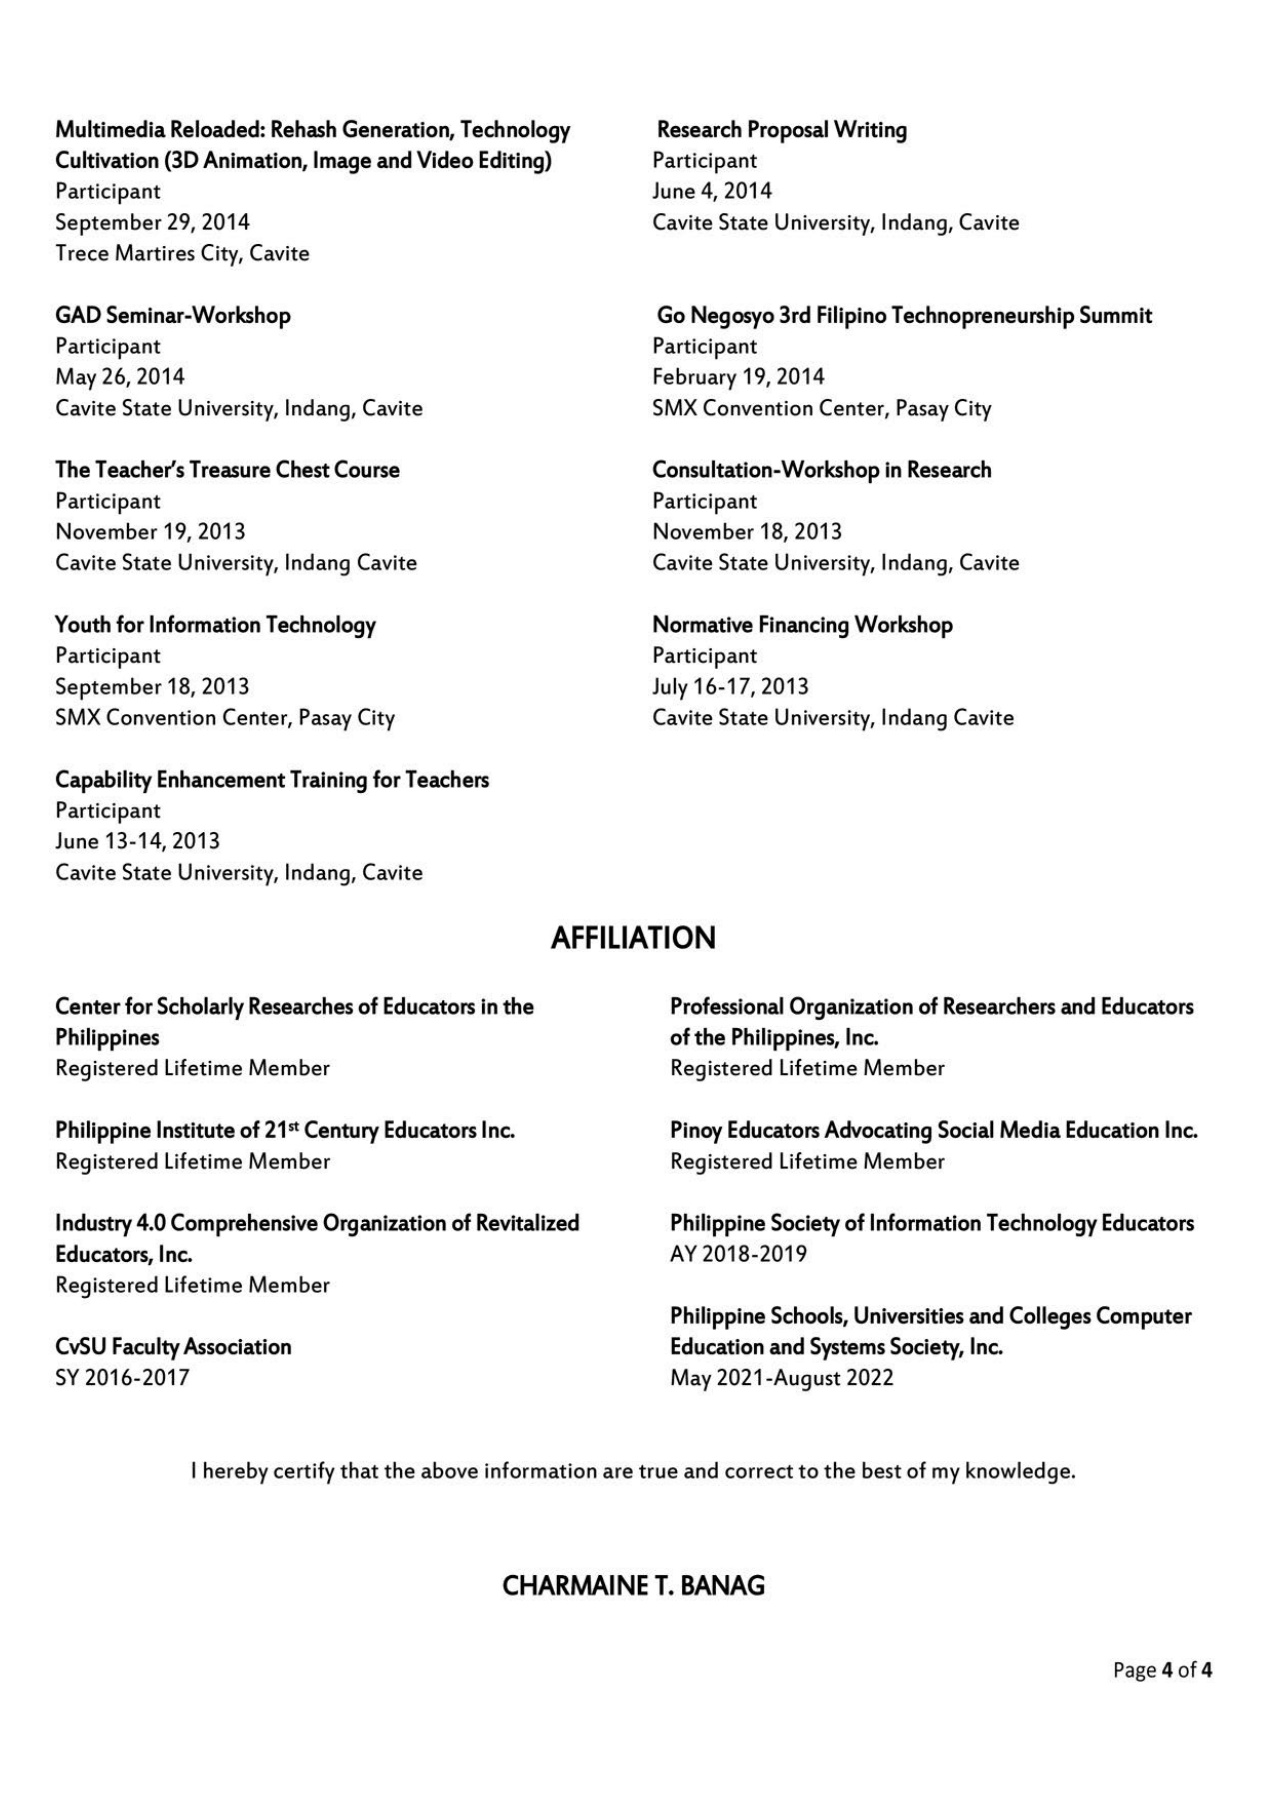 Multimedia Reloaded: Rehash Generation, Technology
Cultivation (3D Animation, Image and Video Editing)
Participant
September 29, 2014
Trece Martires City, Cavite
Research Proposal Writing
Participant
June 4, 2014
Cavite State University, Indang, Cavite
GAD Seminar-Workshop
Participant
May 26, 2014
Cavite State University, Indang, Cavite
Go Negosyo 3rd Filipino Technopreneurship Summit
Participant
February 19, 2014
SMX Convention Center, Pasay City
The Teacher's Treasure Chest Course
Participant
November 19, 2013
Cavite State University, Indang Cavite
Consultation-Workshop in Research
Participant
November 18, 2013
Cavite State University, Indang, Cavite
Youth for Information Technology
Participant
September 18, 2013
SMX Convention Center, Pasay City
Normative Financing Workshop
Participant
July 16-17, 2013
Cavite State University, Indang Cavite
Capability Enhancement Training for Teachers
Participant
June 13-14, 2013
Cavite State University, Indang, Cavite
AFFILIATION
Center for Scholarly Researches of Educators in the
Philippines
Registered Lifetime Member
Professional Organization of Researchers and Educators
of the Philippines, Inc.
Registered Lifetime Member
Philippine Institute of 21st Century Educators Inc.
Registered Lifetime Member
Pinoy Educators Advocating Social Media Education Inc.
Registered Lifetime Member
Industry 4.0 Comprehensive Organization of Revitalized
Educators, Inc.
Registered Lifetime Member
Philippine Society of Information Technology Educators
AY 2018-2019
CvSU Faculty Association
SY 2016-2017
Philippine Schools, Universities and Colleges Computer
Education and Systems Society, Inc.
May 2021-August 2022
I hereby certify that the above information are true and correct to the best of my knowledge.
CHARMAINE T. BANAG
Page 4 of 4